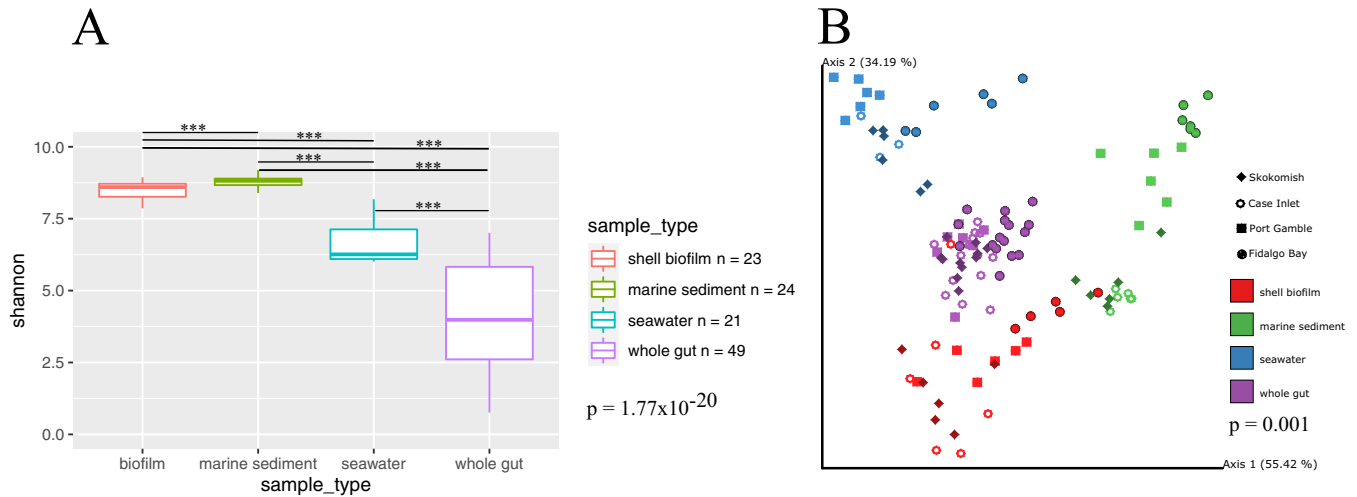 A
shannon
10.0
7.5
5.0
2.5
0.0
***
***
***
***
***
***
biofilm
marine sediment
seawater
whole gut
sample_type
sample_type
shell biofilm n = 23
marine sediment n = 24
seawater n = 21
whole gut n = 49
p = 1.77x10^-20
B
Axis 2 (34.19 %)
Skokomish
Case Inlet
Port Gamble
Fidalgo Bay
shell biofilm
marine sediment
seawater
whole gut
p = 0.001
Axis 1 (55.42 %)